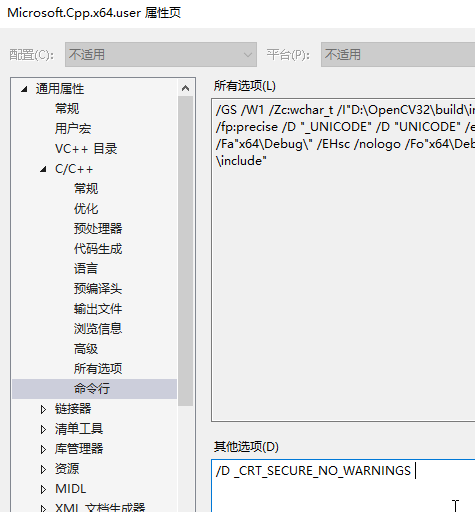 Microsoft.Cpp.x64.user 属性页
配置(C): 不适用 平台(P): 不适用
通用属性
常规
用户宏
VC++ 目录
C/C++
常规
优化
预处理器
代码生成
语言
预编译头
输出文件
浏览信息
高级
所有选项
命令行
链接器
清单工具
库管理器
资源
MIDL
XML 文档生成器
所有选项(L)
/GS /W1 /Zc:wchar_t /I"D:\OpenCV32\build\in
/fp:precise /D "_UNICODE" /D "UNICODE" /e
/Fa"x64\Debug\" /EHsc /nologo /Fo"x64\Deb
\include"
其他选项(D)
/D _CRT_SECURE_NO_WARNINGS